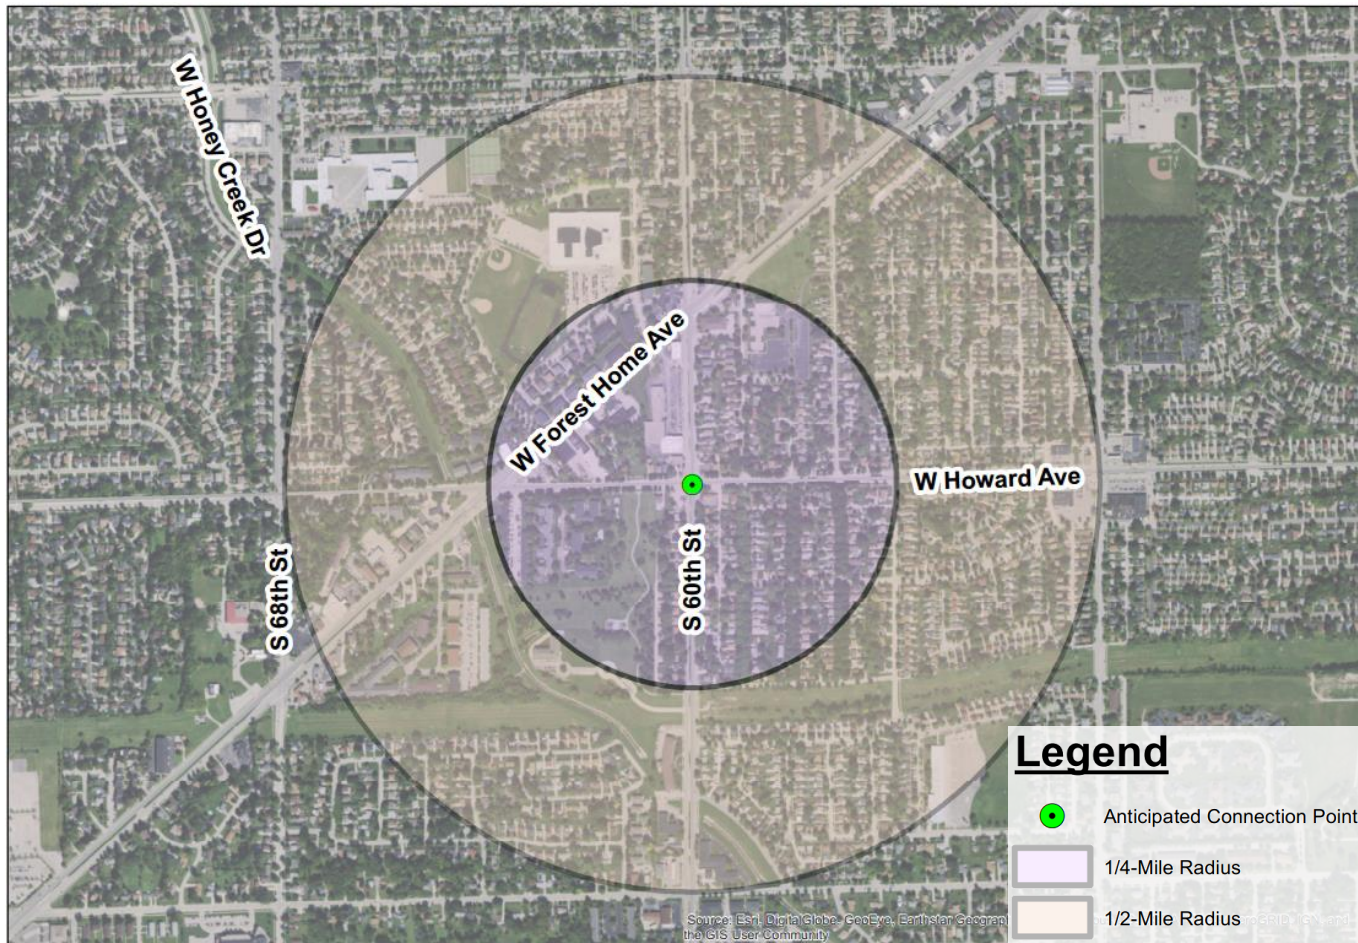 W Honey Creek Dr
W Forest Home Ave
W Howard Ave
S 60th St
S 68th St
Legend
Anticipated Connection Point
1/4-Mile Radius
1/2-Mile Radius
Source: Esri, DigitalGlobe, GeoEye, Earthstar Geograp
the GIS User Community